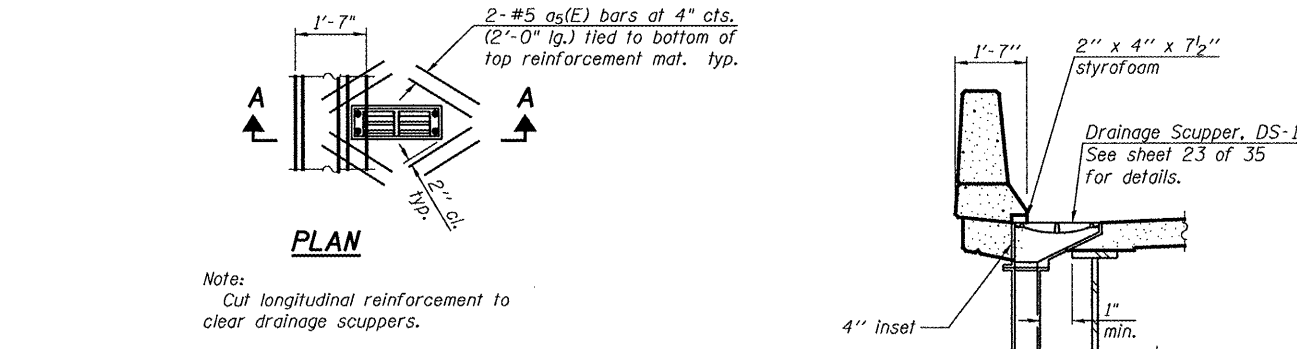 1'-7"
2-#5 a5(E) bars at 4" cts.
(2'-0" lg.) tied to bottom of
top reinforcement mat. typ.
A
A
2" cl.
typ.
PLAN
Note:
Cut longitudinal reinforcement to
clear drainage scuppers.
1'-7"
2" x 4" x 7½"
styrofoam
Drainage Scupper, DS-1
See sheet 23 of 35
for details.
4" inset
1"
min.